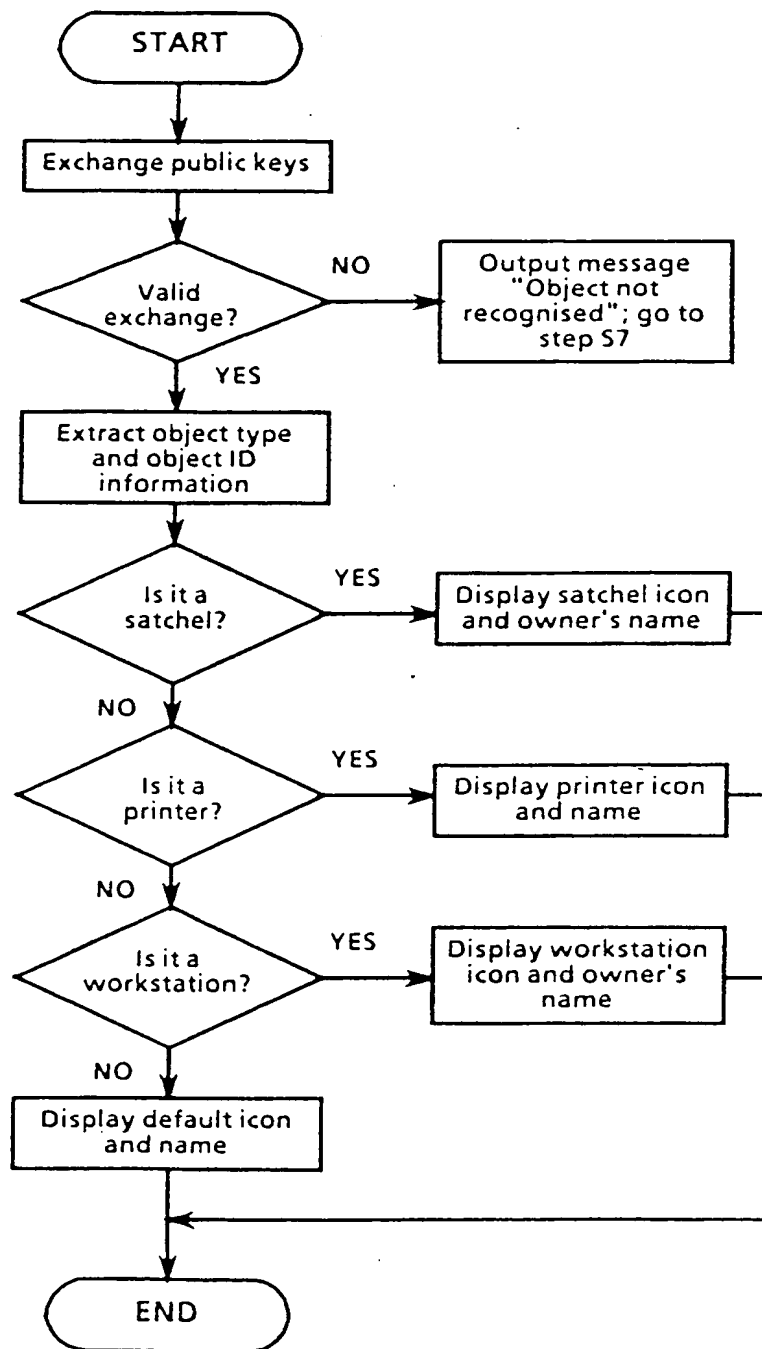 START
Exchange public keys
Valid
exchange?
NO
Output message
"Object not
recognised"; go to
step S7
YES
Extract object type
and object ID
information
Is it a
satchel?
YES
Display satchel icon
and owner's name
NO
Is it a
printer?
YES
Display printer icon
and name
NO
Is it a
workstation?
YES
Display workstation
icon and owner's
name
NO
Display default icon
and name
END